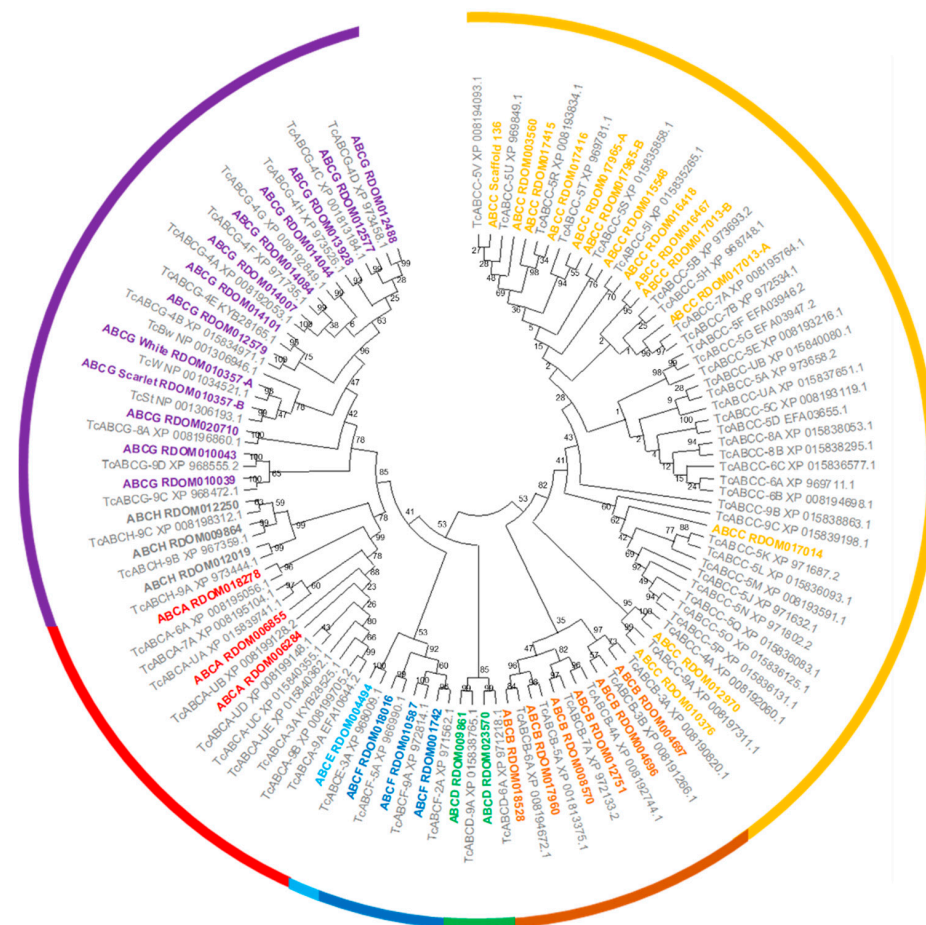 TcABCC-5V XP 008194093.1
ABCC Scaffold 136
TcABCC-5U XP 969849.1
ABCC RDOM003560
ABCC RDOM017415
TcABCC-5R XP 008193834.1
ABCC RDOM017416
TcABCC-5T XP 969781.1
ABCC RDOM017965-A
ABCC RDOM017965-B
TcABCC-5S XP 015835858.1
ABCC RDOM015548
TcABCC-5I XP 015835265.1
ABCC RDOM016418
ABCC RDOM016467
ABCC RDOM017013-B
TcABCC-5B XP 973693.2
TcABCC-5H XP 968748.1
ABCC RDOM017013-A
TcABCC-7A XP 008195764.1
TcABCC-7B XP 972534.1
TcABCC-5F EFA03946.2
TcABCC-5G EFA03947.2
TcABCC-5E XP 008193218.1
TcABCC-UB XP 015840080.1
TcABCC-5A XP 973658.2
TcABCC-UA XP 015837651.1
TcABCC-5C XP 008193119.1
TcABCC-5D EFA03655.1
TcABCC-8A XP 015838053.1
TcABCC-8B XP 015838295.1
TcABCC-6C XP 015836577.1
TcABCC-6A XP 969711.1
TcABCC-6B XP 008194698.1
TcABCC-9B XP 015838863.1
TcABCC-9C XP 015839198.1
ABCC RDOM017014
TcABCC-5K XP 971687.2
TcABCC-5L XP 015836093.1
TcABCC-5M XP 008193591.1
TcABCC-5J XP 971632.1
TcABCC-5N XP 971802.2
TcABCC-5Q XP 015836083.1
TcABCC-5O XP 015836125.1
TcABCC-5P XP 015836131.1
TcABCC-4A XP 008192069.1
TcABCC-9A XP 008197311.1
ABCC RDOM012970
ABCC RDOM010376
TcABCB-3A XP 008190820.1
TcABCB-3B XP 008191266.1
ABCB RDOM004697
ABCB RDOM004696
TcABCB-4A XP 008192744.1
TcABCB-7A XP 972133.2
ABCB RDOM012751
ABCB RDOM008570
TcABCB-5A XP 001813375.1
TcABCB-6A XP 008194672.1
ABCB RDOM017960
ABCB RDOM018528
TcABCD-6A XP 971218.1
ABCD RDOM023570
TcABCD-9A XP 015838765.1
ABCD RDOM009861
TcABCF-2A XP 971562.1
ABCF RDOM001742
TcABCF-9A XP 972814.1
ABCF RDOM010587
TcABCF-5A XP 966990.1
ABCF RDOM018016
TcABCE-3A XP 968009.1
ABCE RDOM004494
TcABCA-9A EFA10644.2
TcABCA-9B XP 008199705.2
TcABCA-3A KYB28925.1
TcABCA-UE XP 015840362.1
TcABCA-UC XP 015840355.1
TcABCA-UD XP 008199148.1
ABCA RDOM006284
TcABCA-UB XP 008199128.2
ABCA RDOM006855
TcABCA-UA XP 015839741.1
TcABCA-7A XP 008195104.1
TcABCA-6A XP 008195056.1
ABCA RDOM018278
TcABCH-9A XP 973444.1
ABCH RDOM012019
TcABCH-9B XP 967359.1
ABCH RDOM009864
TcABCH-9C XP 008198312.1
ABCH RDOM012250
TcABCG-9C XP 968472.1
ABCG RDOM010039
TcABCG-9D XP 968555.2
ABCG RDOM010043
TcABCG-8A XP 008196860.1
ABCG RDOM020710
TcSt NP 001306193.1
ABCG Scarlet RDOM010357-B
TcW NP 001034521.1
ABCG White RDOM010357-A
TcBw NP 001306946.1
TcABCG-4B XP 015834971.1
ABCG RDOM012579
TcABCG-4E KYB28165.1
TcABCG-4A XP 008192053.1
ABCG RDOM014101
ABCG RDOM014007
TcABCG-4F XP 971735.1
ABCG RDOM014084
TcABCG-4G XP 008192849.1
ABCG RDOM014044
TcABCG-4H XP 973526.1
ABCG RDOM013928
TcABCG-4C XP 001813184.1
ABCG RDOM012577
TcABCG-4D XP 973458.1
ABCG RDOM012488